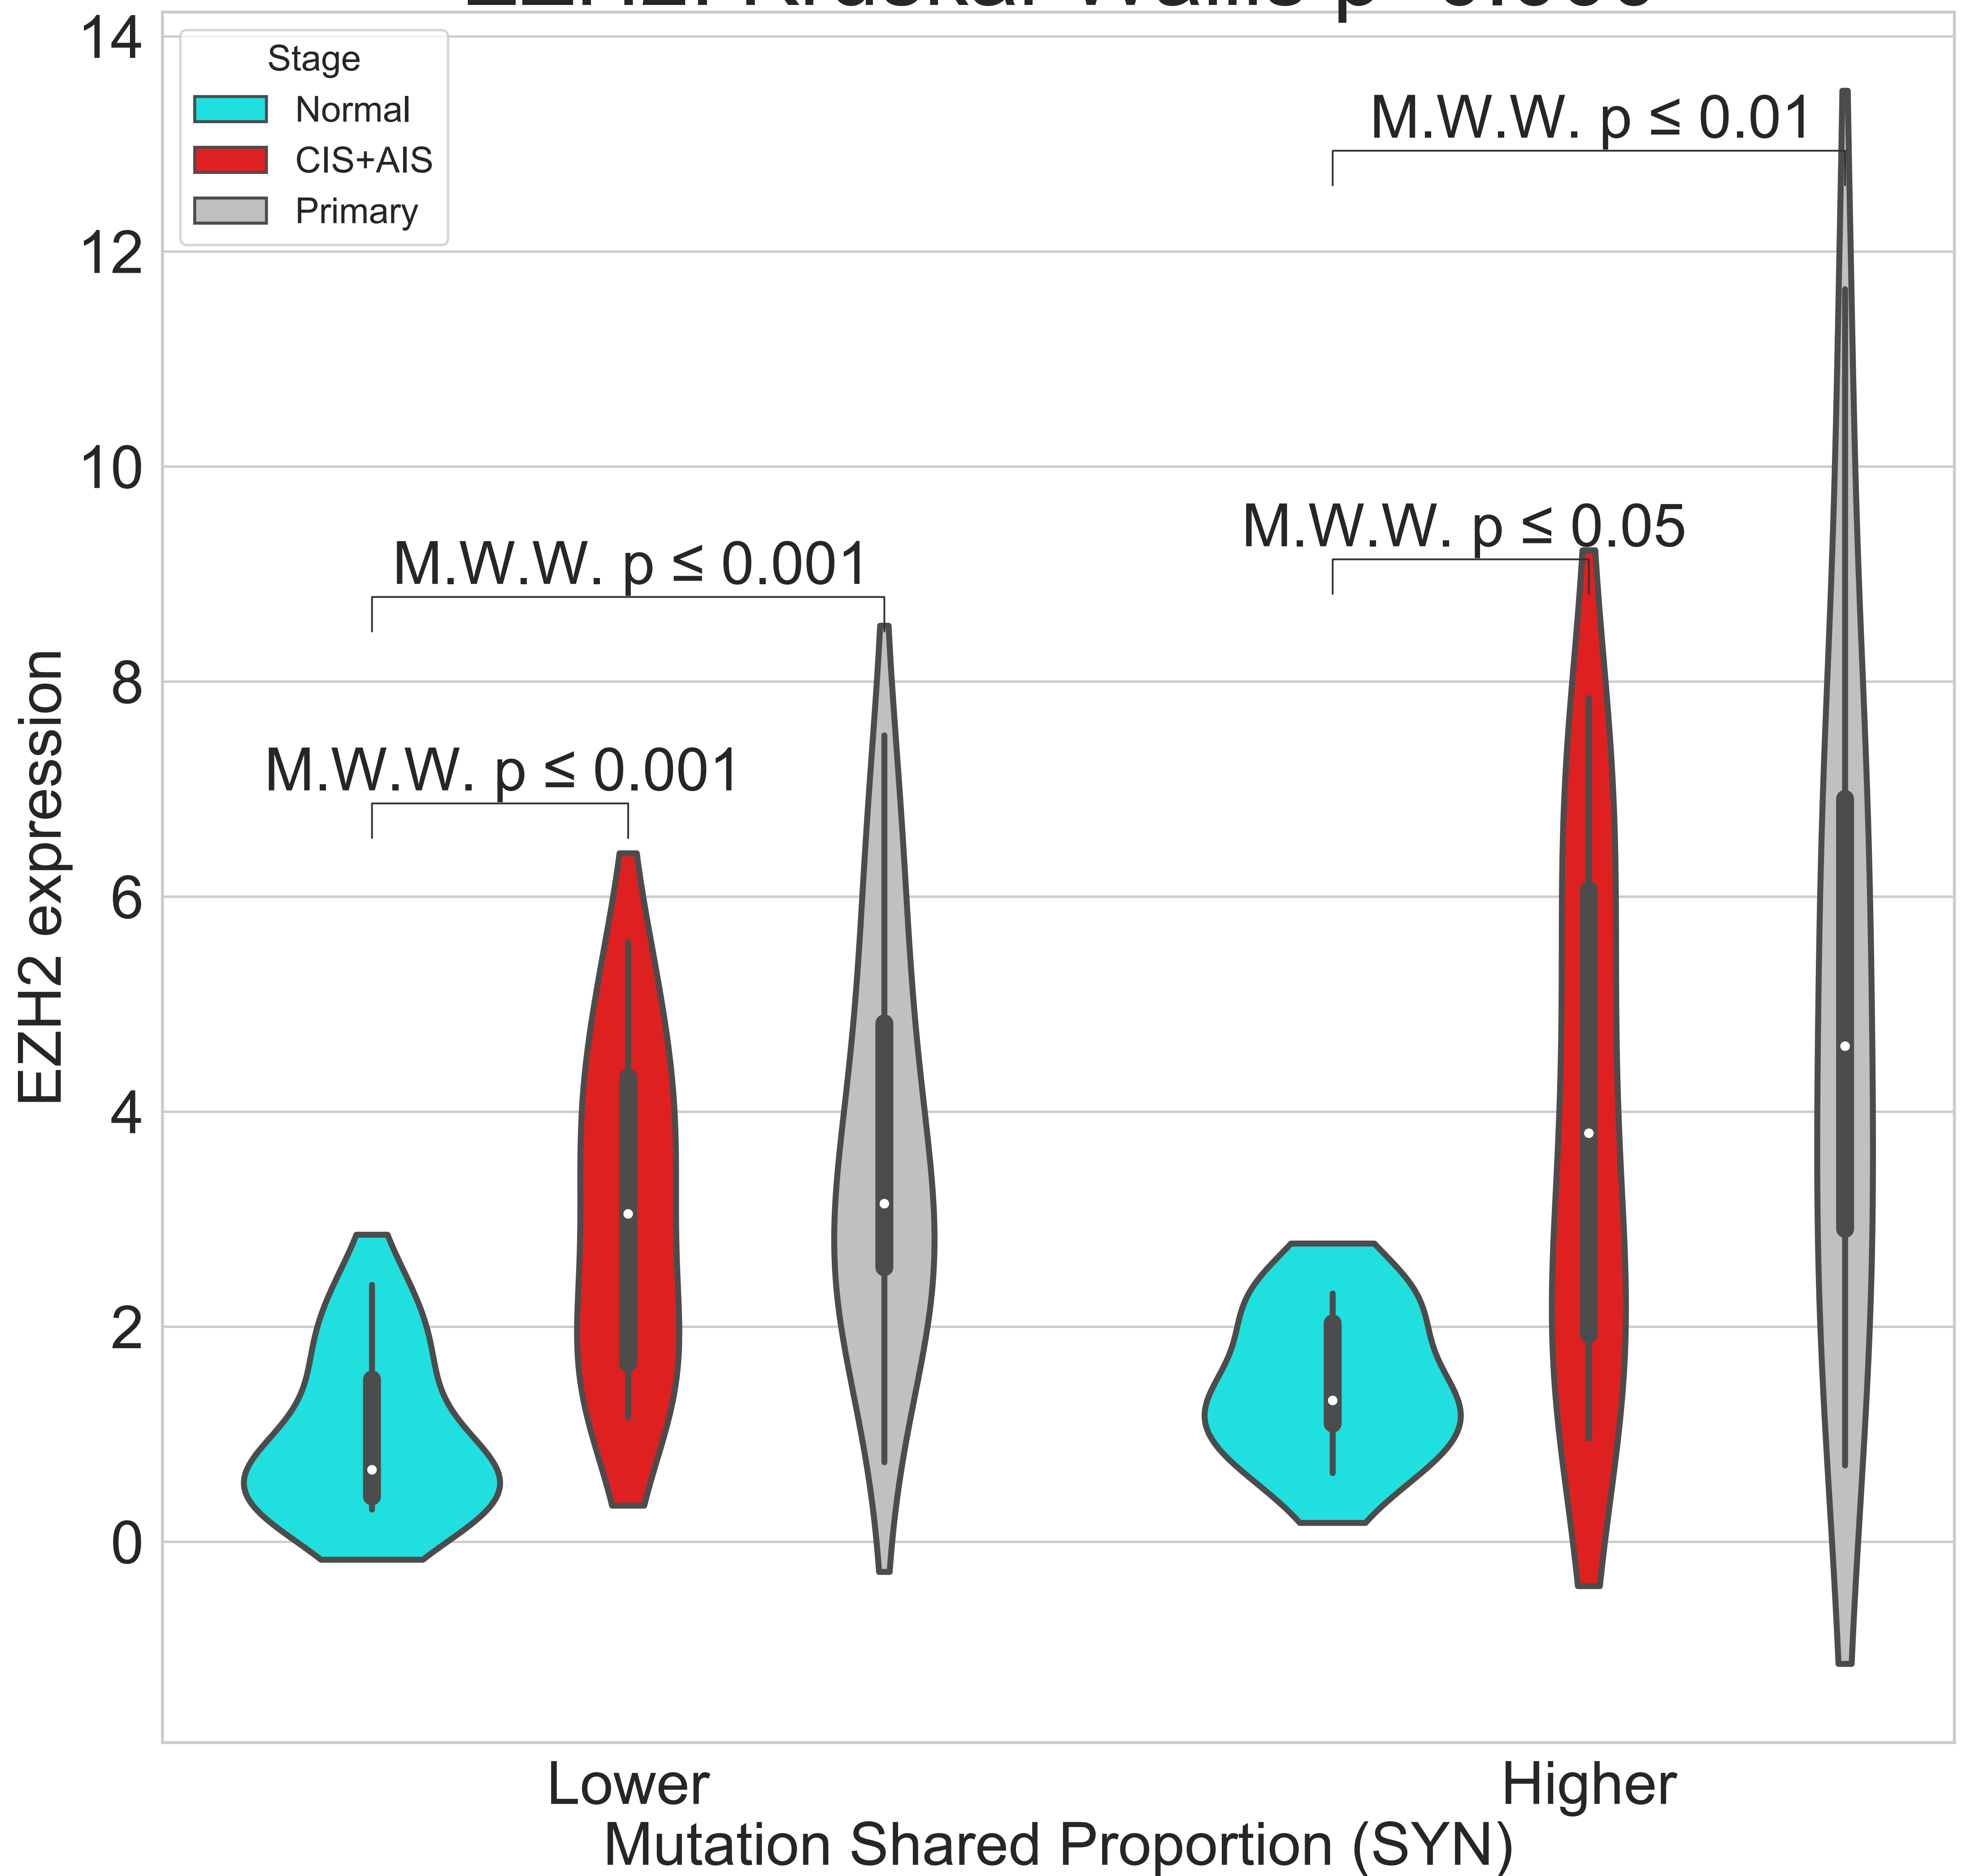 Stage
Normal
CIS+AIS
Primary
14
12
10
8
6
4
2
0
EZH2 expression
M.W.W. p ≤ 0.01
M.W.W. p ≤ 0.05
M.W.W. p ≤ 0.001
M.W.W. p ≤ 0.001
Lower
Higher
Mutation Shared Proportion (SYN)